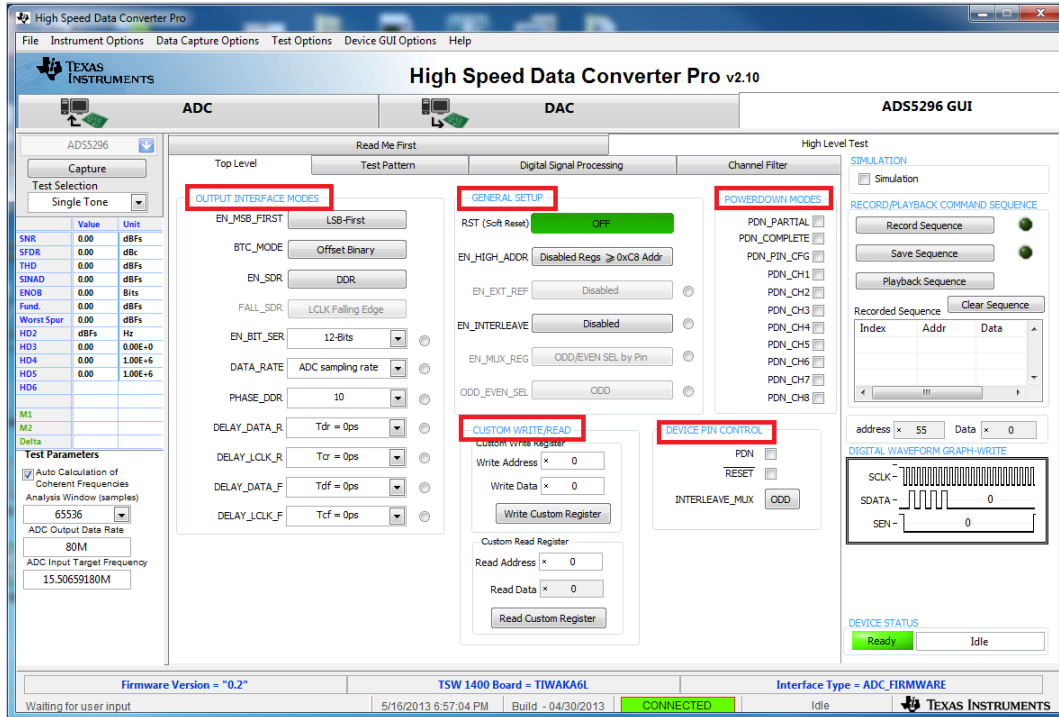 High Speed Data Converter Pro
File Instrument Options Data Capture Options Test Options Device GUI Options Help
TEXAS INSTRUMENTS
High Speed Data Converter Pro v2.10
ADC DAC ADS5296 GUI
ADS5296
Capture
Test Selection
Single Tone
Value Unit
SNR 0.00 dBFs
SFDR 0.00 dBc
THD 0.00 dBFs
SINAD 0.00 dBFs
ENOB 0.00 Bits
Fund. 0.00 dBFs
Worst Spur 0.00 dBFs
HD2 dBFs Hz
HD3 0.00 0.00E+0
HD4 0.00 1.00E+6
HD5 0.00 1.00E+6
HD6
M1
M2
Delta
Test Parameters
Auto Calculation of
Coherent Frequencies
Analysis Window (samples)
65536
ADC Output Data Rate
80M
ADC Input Target Frequency
15.50659180M
Read Me First High Level Test
Top Level Test Pattern Digital Signal Processing Channel Filter
OUTPUT INTERFACE MODES
EN_MSB_FIRST LSB-First
BTC_MODE Offset Binary
EN_SDR DDR
FALL_SDR LCLK Falling Edge
EN_BIT_SER 12-Bits
DATA_RATE ADC sampling rate
PHASE_DDR 10
DELAY_DATA_R Tdr = 0ps
DELAY_LCLK_R Tcr = 0ps
DELAY_DATA_F Tdf = 0ps
DELAY_LCLK_F Tcf = 0ps
GENERAL SETUP
RST (Soft Reset) OFF
EN_HIGH_ADDR Disabled Regs ⩾ 0xC8 Addr
EN_EXT_REF Disabled
EN_INTERLEAVE Disabled
EN_MUX_REG ODD/EVEN SEL by Pin
ODD_EVEN_SEL ODD
CUSTOM WRITE/READ
Custom Write Register
Write Address × 0
Write Data × 0
Write Custom Register
Custom Read Register
Read Address × 0
Read Data × 0
Read Custom Register
POWERDOWN MODES
PDN_PARTIAL
PDN_COMPLETE
PDN_PIN_CFG
PDN_CH1
PDN_CH2
PDN_CH3
PDN_CH4
PDN_CH5
PDN_CH6
PDN_CH7
PDN_CH8
DEVICE PIN CONTROL
PDN
RESET
INTERLEAVE_MUX ODD
SIMULATION
Simulation
RECORD/PLAYBACK COMMAND SEQUENCE
Record Sequence
Save Sequence
Playback Sequence
Recorded Sequence Clear Sequence
Index Addr Data
address × 55 Data × 0
DIGITAL WAVEFORM GRAPH-WRITE
SCLK
SDATA 0
SEN 0
DEVICE STATUS
Ready Idle
Firmware Version = "0.2" TSW 1400 Board = TIWAKA6L Interface Type = ADC_FIRMWARE
Waiting for user input 5/16/2013 6:57:04 PM Build - 04/30/2013 CONNECTED Idle TEXAS INSTRUMENTS